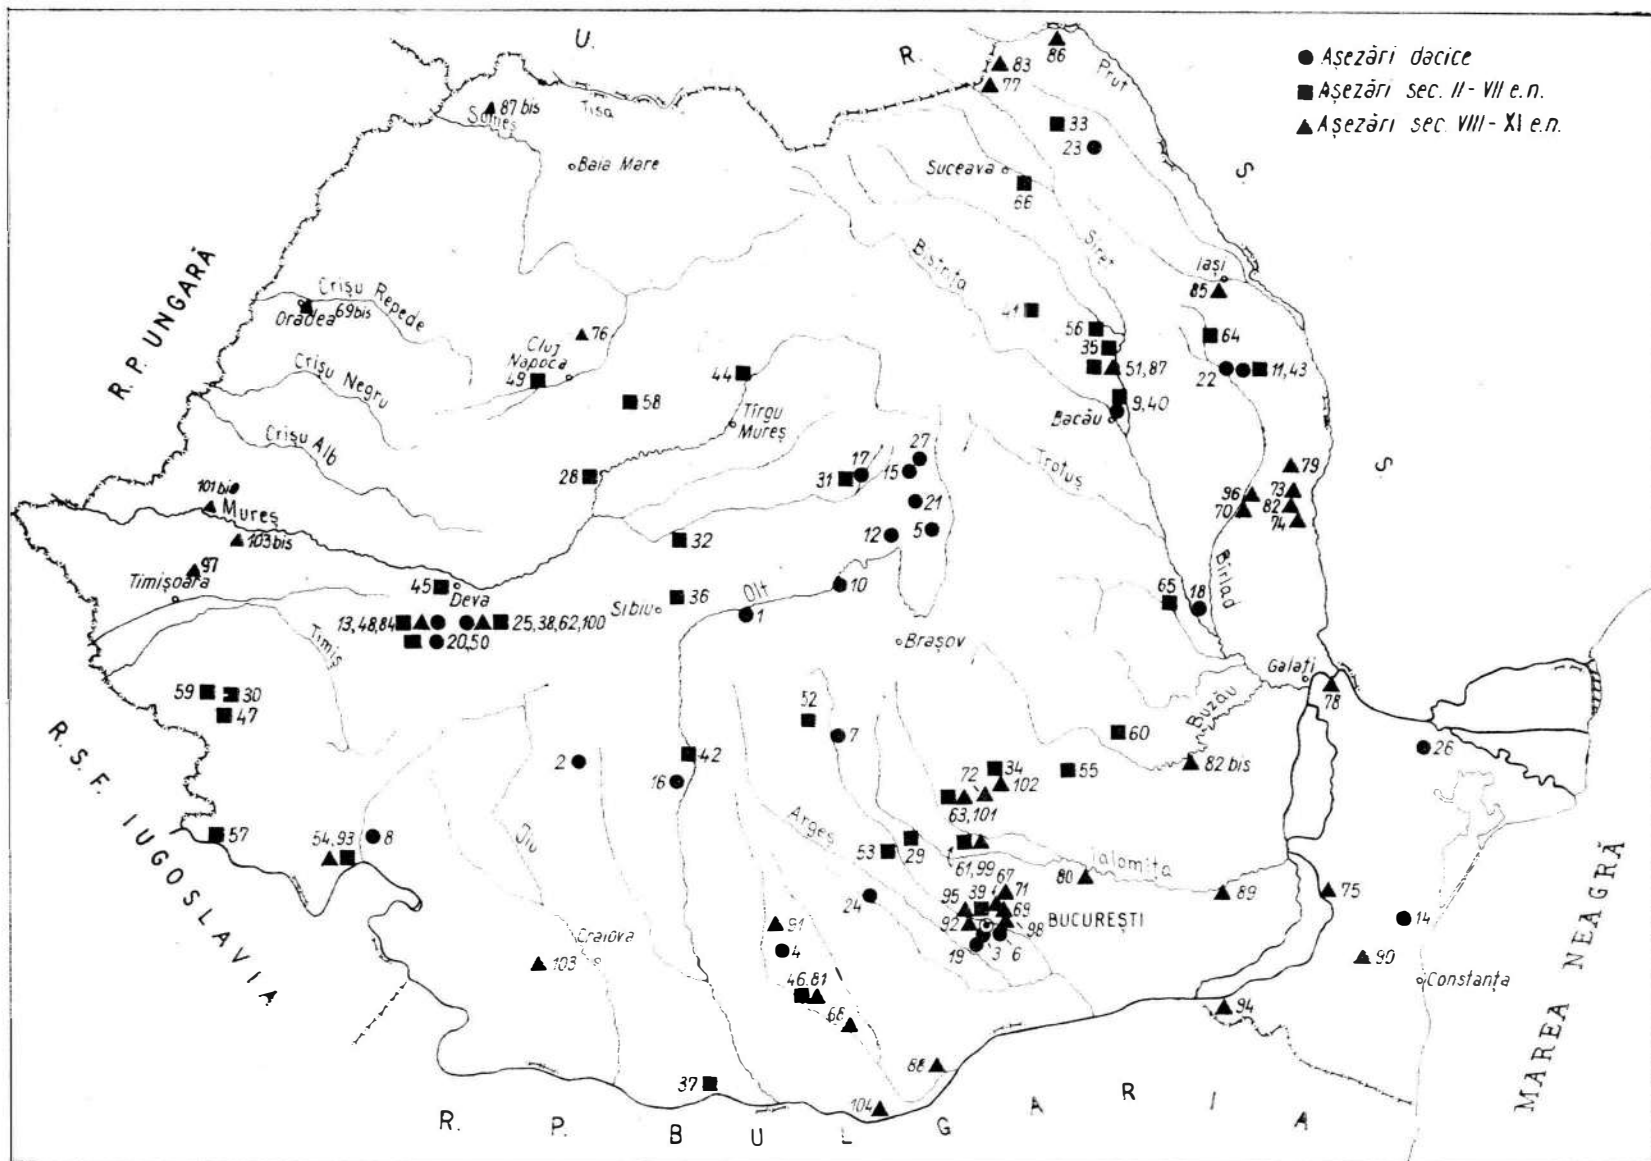 U. R. S. S.
Așezări dacice
Așezări sec. II - VII e.n.
Așezări sec. VIII - XI e.n.
86
83
77
Prut
87 bis
Someș
Tisa
Baia Mare
33
23
Suceava
66
Siret
Bistrița
Iași
85
R. P. UNGARĂ
Crișu Repede
Oradea
69 bis
76
Cluj
Napoca
49
44
58
Crișu Negru
Tîrgu
Mureș
41
56
35
51,87
64
22
11,43
9,40
Bacău
Crișu Alb
28
31
17
15
27
21
12
5
Trotuș
79
96
73
70
82
74
101 bis
Mureș
103 bis
97
Timișoara
32
45
Deva
36
Sibiu
Olt
10
1
65
18
Bîrlad
13,48,84
25,38,62,100
20,50
Timiș
Brașov
Galați
78
59
30
47
52
7
Buzău
60
26
2
42
16
34
72
102
55
82 bis
63,101
R. S. F. IUGOSLAVIA
57
54,93
8
Jiu
Argeș
53
29
61,99
Ialomița
67
80
89
75
24
95
39
71
69
92
98
BUCUREȘTI
14
19
3
6
91
4
Craiova
103
90
Constanța
46.81
68
94
88
37
104
MAREA NEAGRĂ
R. P. BULGARIA